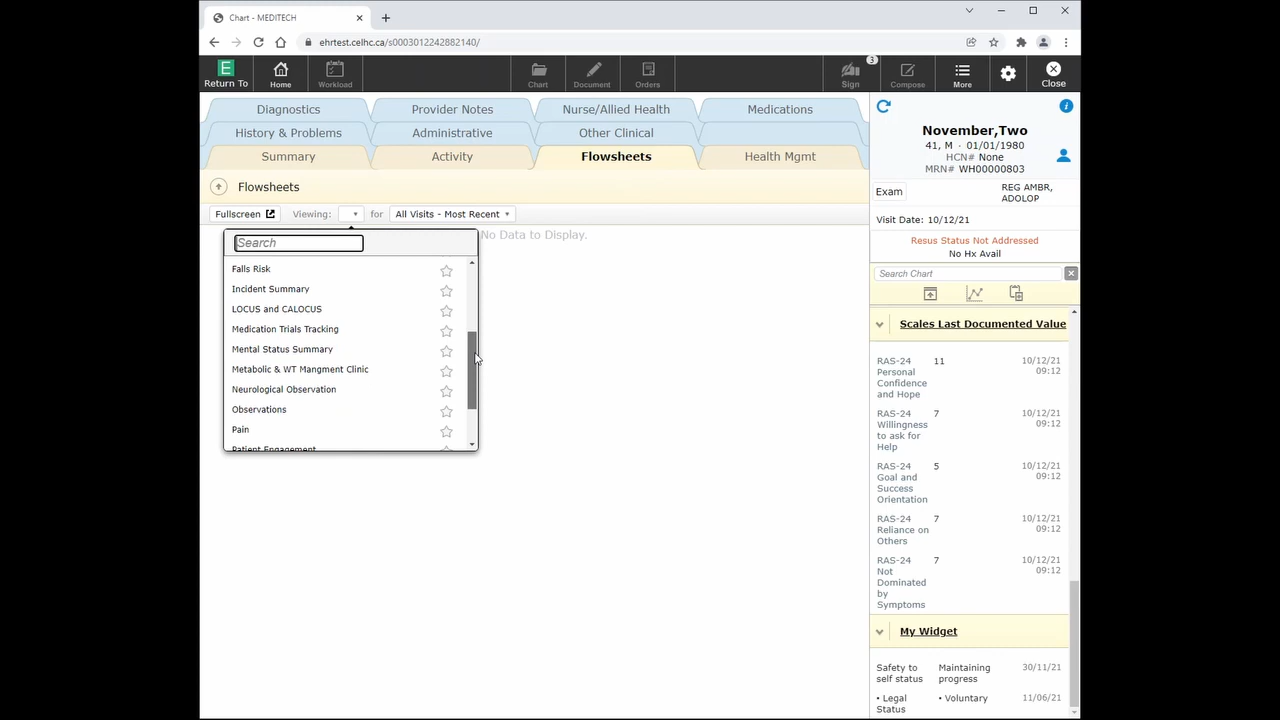 Chart - MEDITECH
ehrtest.celhc.ca/s0003012242882140/
E
Return To
Home
Workload
Chart
Document
Orders
3
Sign
Compose
More
Close
Diagnostics
Provider Notes
Nurse/Allied Health
Medications
History & Problems
Administrative
Other Clinical
Summary
Activity
Flowsheets
Health Mgmt
Flowsheets
Fullscreen
Viewing:
for
All Visits - Most Recent
No Data to Display.
Search
Falls Risk
Incident Summary
LOCUS and CALOCUS
Medication Trials Tracking
Mental Status Summary
Metabolic & WT Mangment Clinic
Neurological Observation
Observations
Pain
Patient Engagement
November,Two
41, M · 01/01/1980
HCN# None
MRN# WH00000803
Exam
REG AMBR,
ADOLOP
Visit Date: 10/12/21
Resus Status Not Addressed
No Hx Avail
Search Chart
Scales Last Documented Value
RAS-24 11 10/12/21
Personal 09:12
Confidence
and Hope
RAS-24 7 10/12/21
Willingness 09:12
to ask for
Help
RAS-24 5 10/12/21
Goal and 09:12
Success
Orientation
RAS-24 7 10/12/21
Reliance on 09:12
Others
RAS-24 7 10/12/21
Not 09:12
Dominated
by
Symptoms
My Widget
Safety to Maintaining 30/11/21
self status progress
• Legal • Voluntary 11/06/21
Status